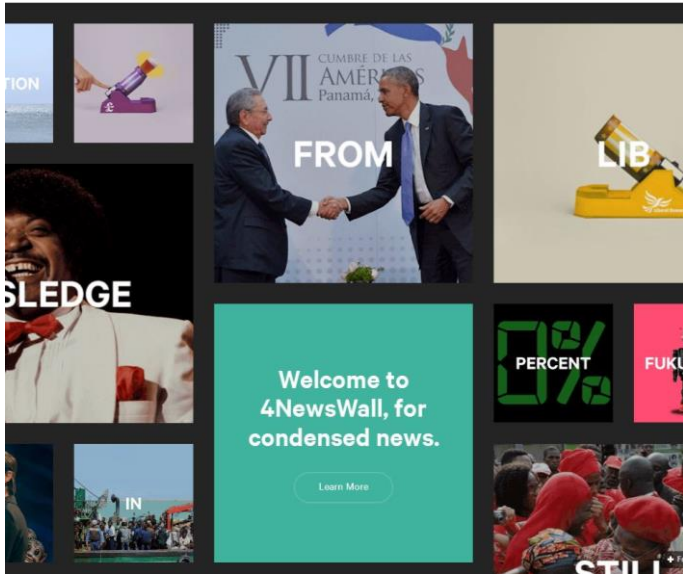 TION
VII CUMBRE DE LAS
AMÉRICAS
Panamá,
FROM
LIB
SLEDGE
Welcome to
4NewsWall, for
condensed news.
Learn More
0%
PERCENT
FUKU
IN
STILL